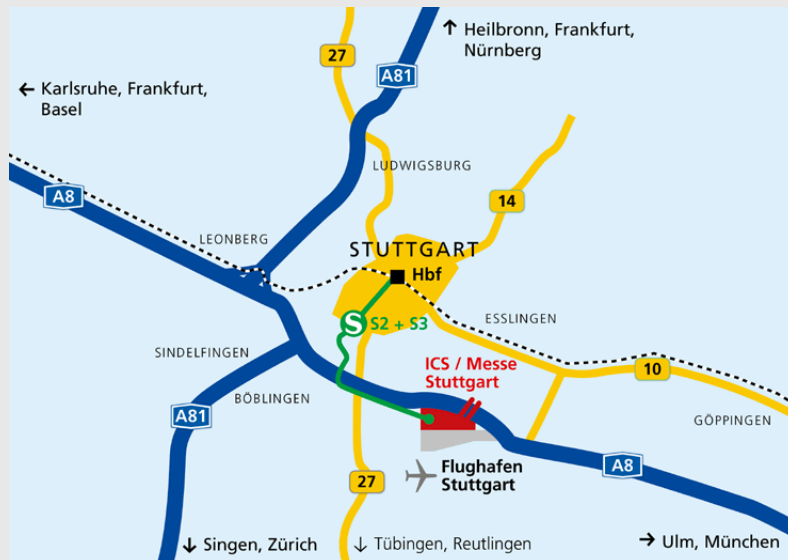 27
A81
↑ Heilbronn, Frankfurt,
Nürnberg
← Karlsruhe, Frankfurt,
Basel
LUDWIGSBURG
A8
14
LEONBERG
STUTTGART
Hbf
S S2 + S3
ESSLINGEN
SINDELFINGEN
ICS / Messe
Stuttgart
10
BÖBLINGEN
A81
GÖPPINGEN
Flughafen
Stuttgart
A8
27
↓ Singen, Zürich
↓ Tübingen, Reutlingen
→ Ulm, München